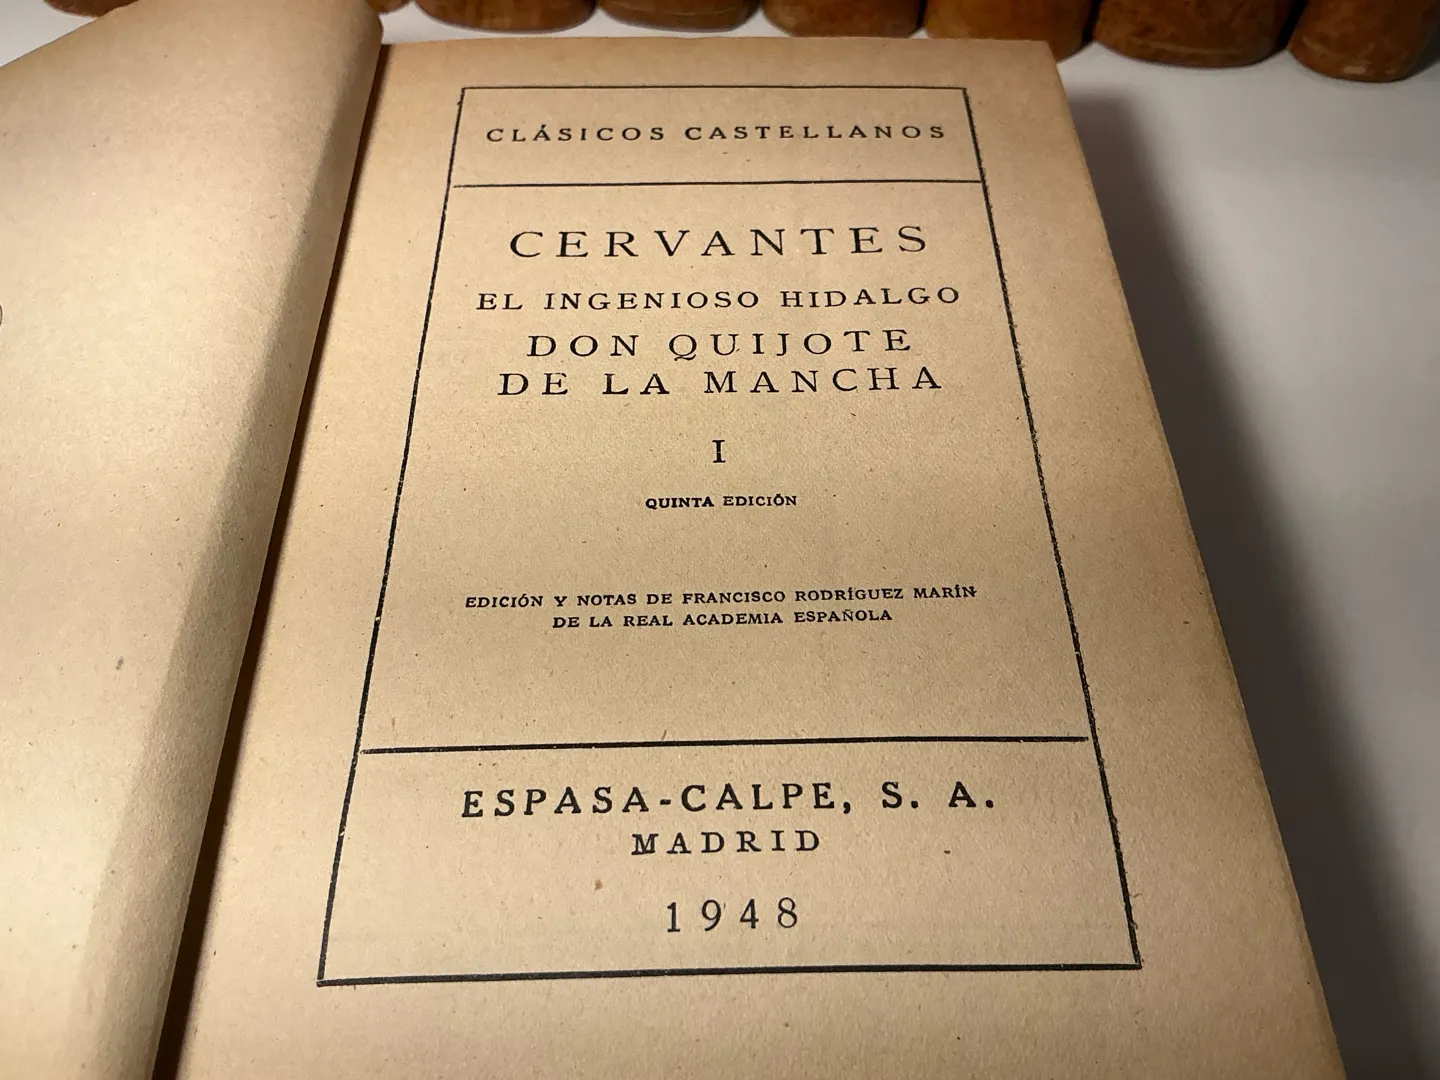 CLÁSICOS CASTELLANOS
CERVANTES
EL INGENIOSO HIDALGO
DON QUIJOTE
DE LA MANCHA
I
QUINTA EDICIÓN
EDICIÓN Y NOTAS DE FRANCISCO RODRÍGUEZ MARÍN
DE LA REAL ACADEMIA ESPAÑOLA
ESPASA-CALPE, S. A.
MADRID
1948